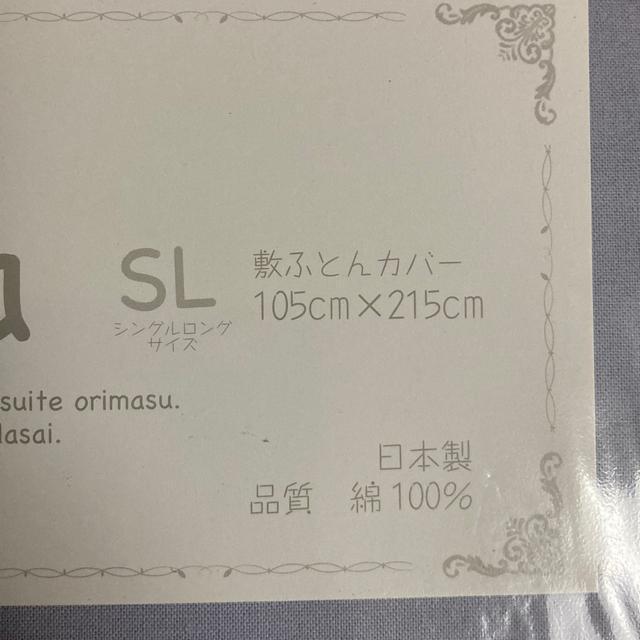 SL
シングルロング
サイズ
敷ふとんカバー
105cm×215cm
suite orimasu.
dasai.
日本製
品質 綿100%